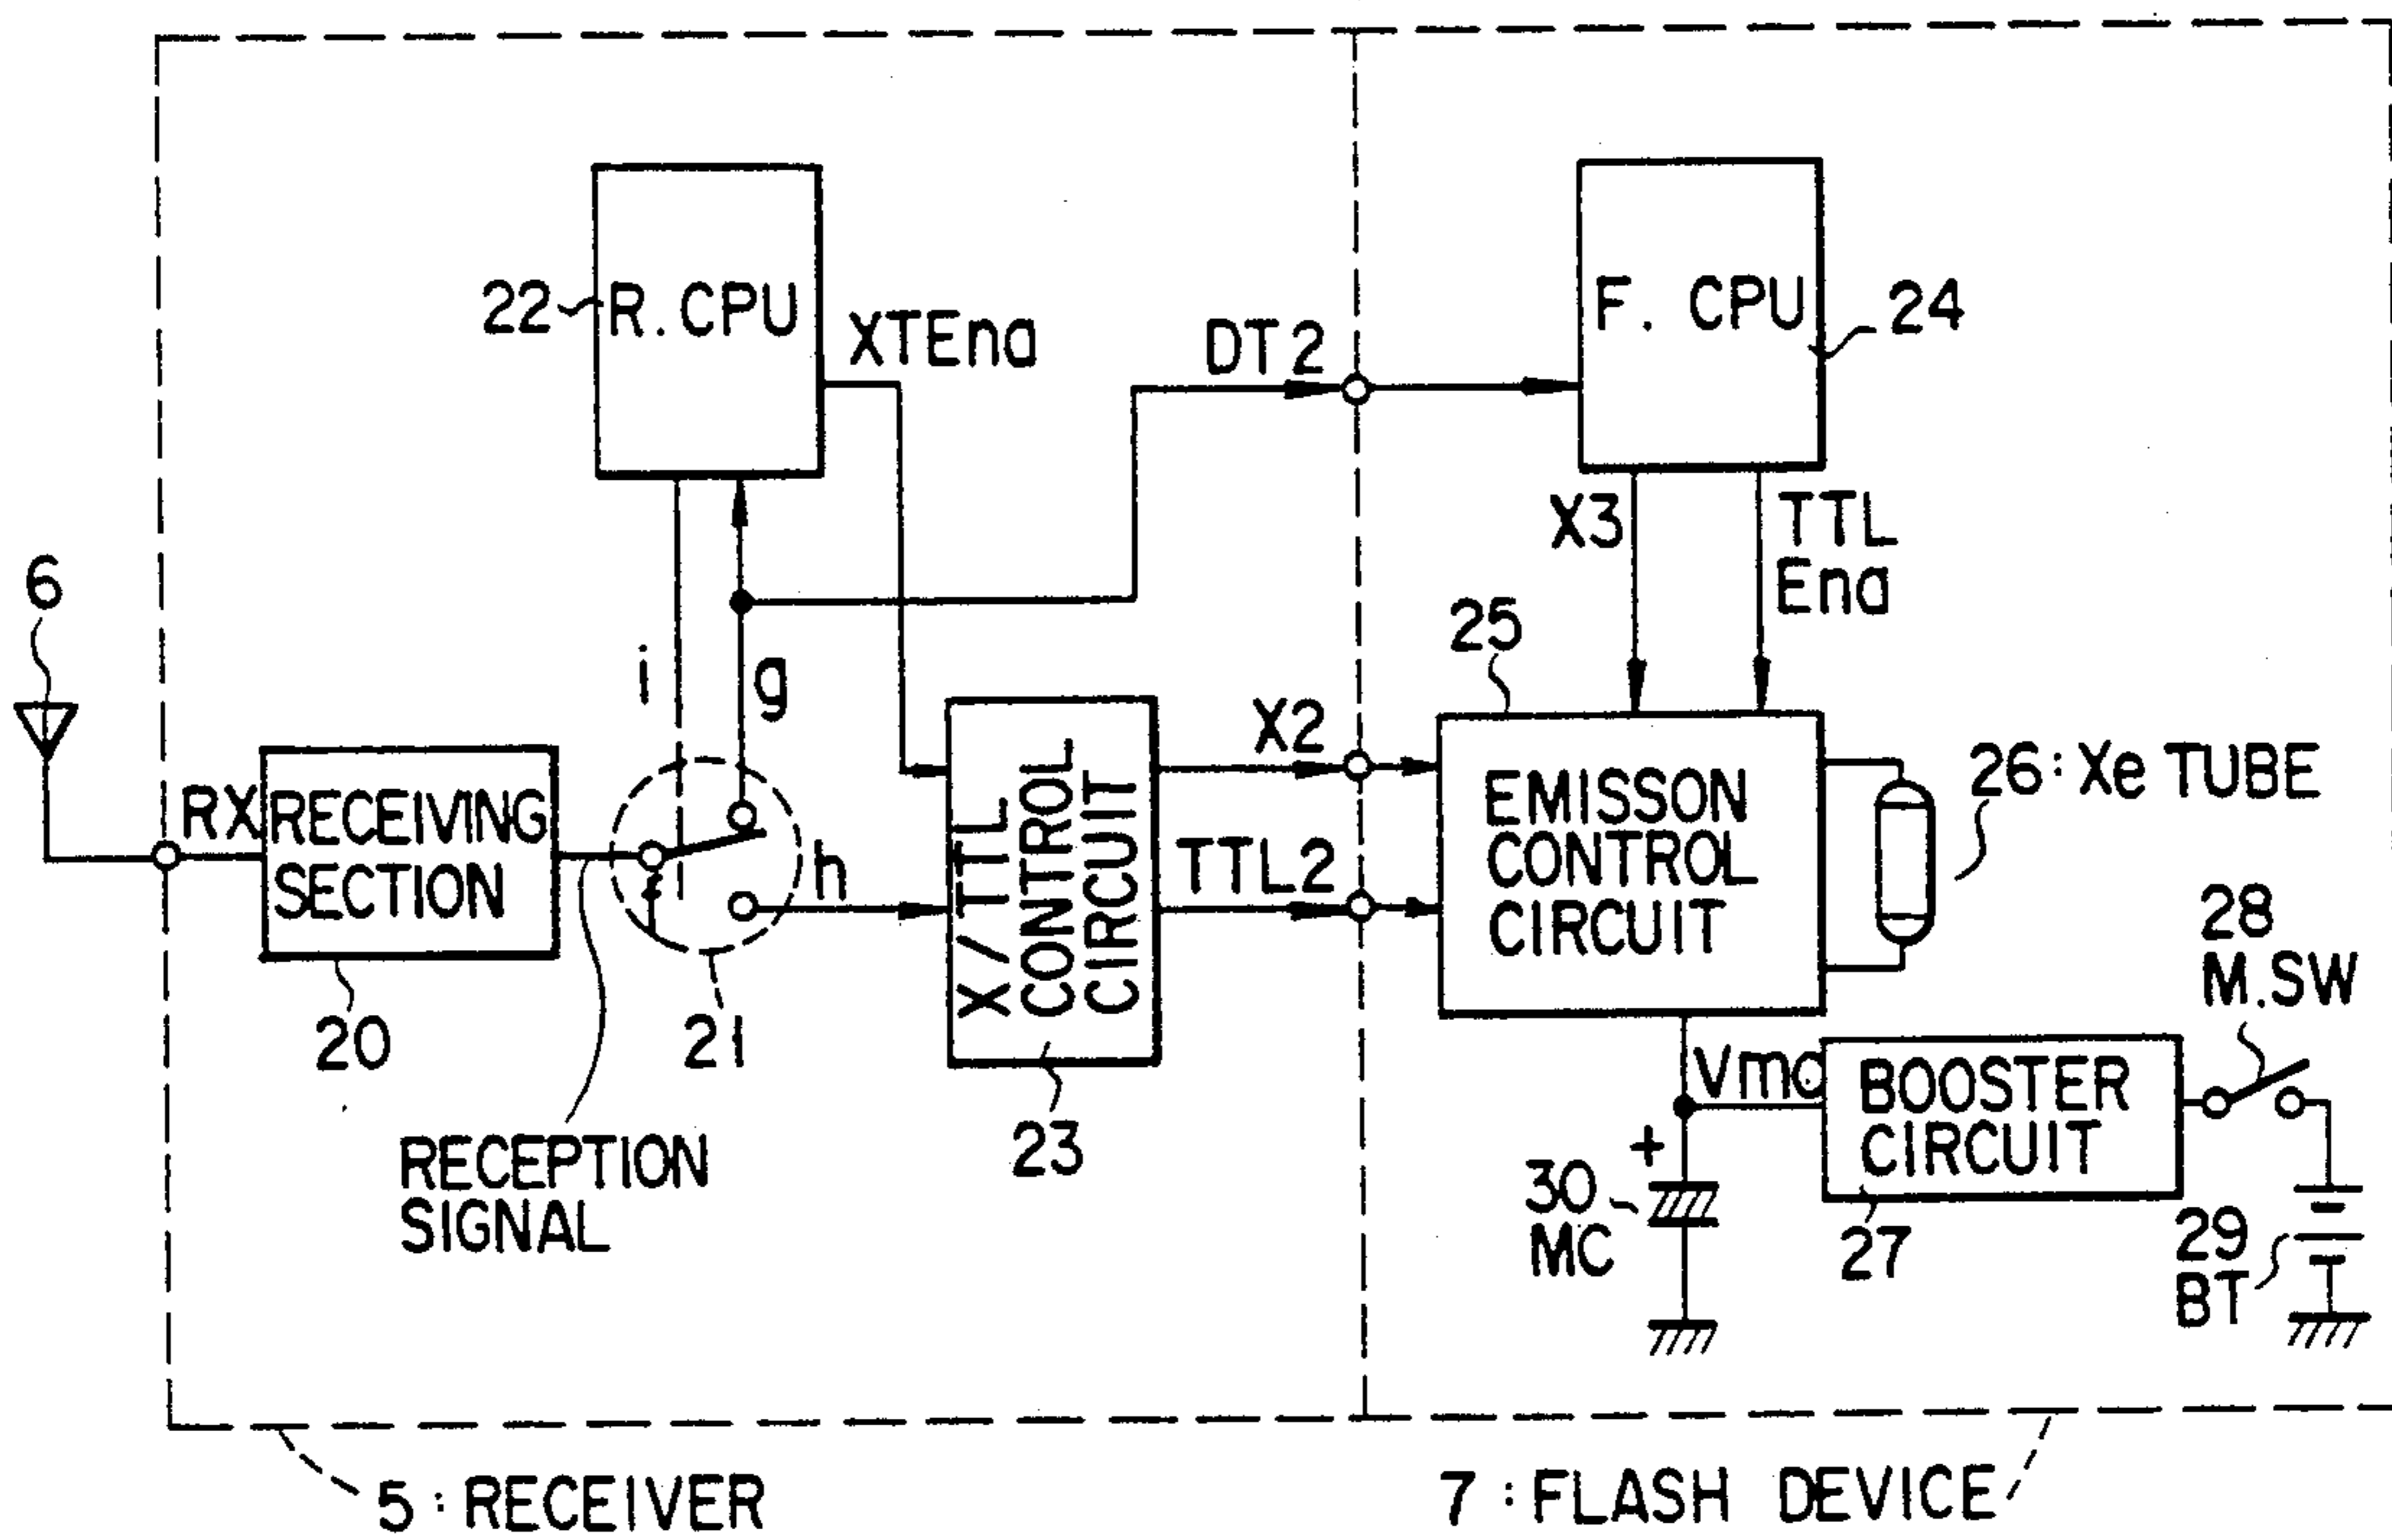 22
R. CPU
XTEna
DT2
F. CPU
24
X3
TTL
Ena
6
i
g
25
X2
RX
RECEIVING
SECTION
h
X/TTL
CONTROL
CIRCUIT
TTL2
EMISSON
CONTROL
CIRCUIT
26:Xe TUBE
28
M.SW
20
21
23
RECEPTION
SIGNAL
Vmc
BOOSTER
CIRCUIT
+
30
MC
27
29
BT
5:RECEIVER
7:FLASH DEVICE